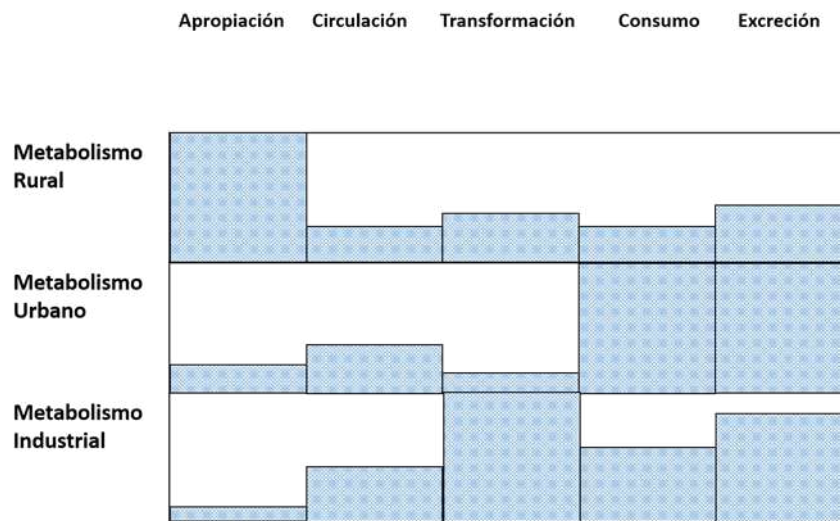 Apropiación Circulación Transformación Consumo Excreción
Metabolismo
Rural
Metabolismo
Urbano
Metabolismo
Industrial